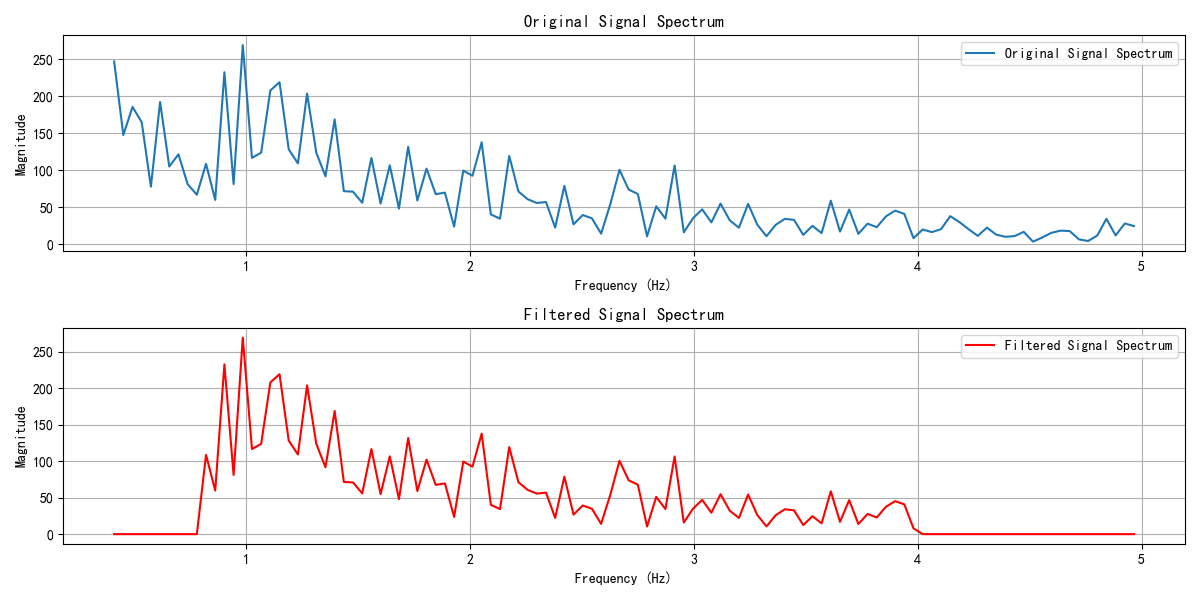 Original Signal Spectrum
Original Signal Spectrum
250
200
150
100
50
0
Magnitude
1 2 3 4 5
Frequency (Hz)
Filtered Signal Spectrum
Filtered Signal Spectrum
250
200
150
100
50
0
Magnitude
1 2 3 4 5
Frequency (Hz)